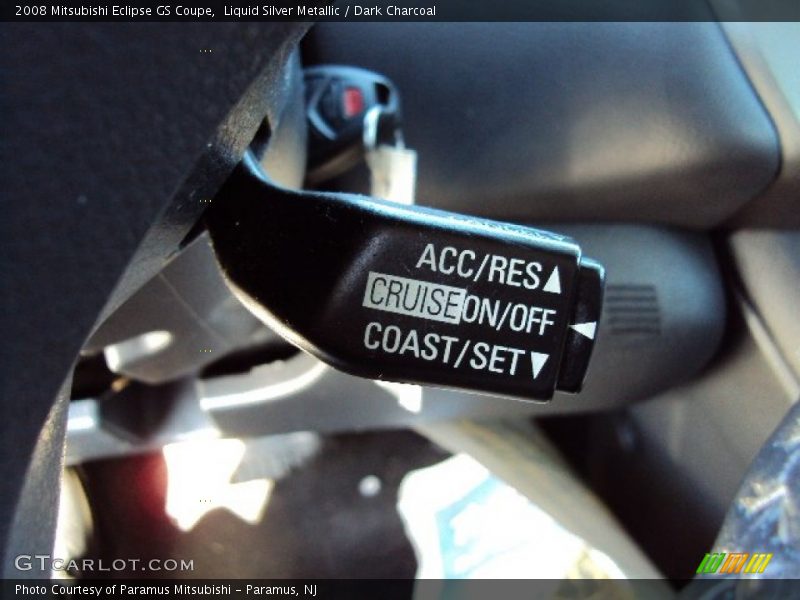 2008 Mitsubishi Eclipse GS Coupe,  Liquid Silver Metallic / Dark Charcoal
ACC/RES▲
CRUISE ON/OFF ◀
COAST/SET▼
GTCARLOT.COM
Photo Courtesy of Paramus Mitsubishi - Paramus, NJ